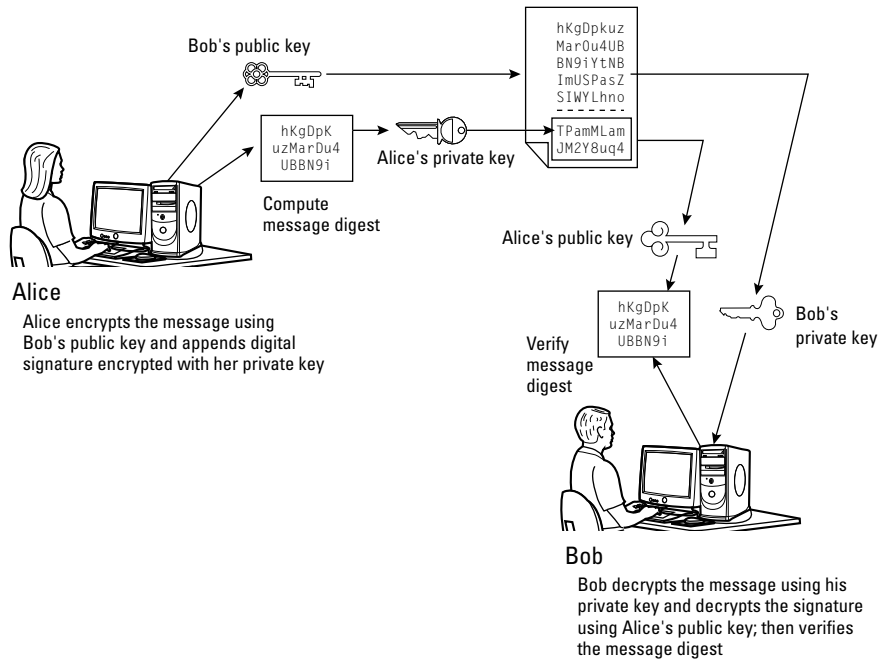 Bob's public key
hKgDpkuz
MarOu4UB
BN9iYtNB
ImUSPasZ
SIWYLhno
TPamMLam
JM2Y8uq4
hKgDpK
uzMarDu4
UBBN9i
Alice's private key
Compute
message digest
Alice's public key
hKgDpK
uzMarDu4
UBBN9i
Verify
message
digest
Bob's
private key
Alice
Alice encrypts the message using
Bob's public key and appends digital
signature encrypted with her private key
Bob
Bob decrypts the message using his
private key and decrypts the signature
using Alice's public key; then verifies
the message digest